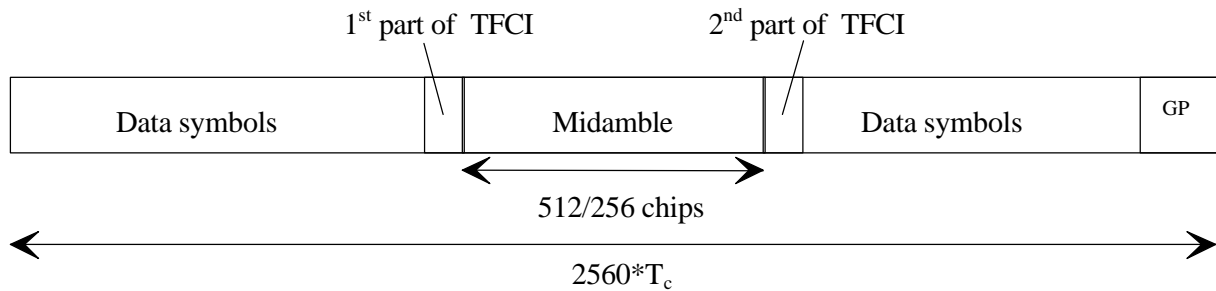 1st part of TFCI
2nd part of TFCI
Data symbols
Midamble
Data symbols
GP
512/256 chips
2560*Tc